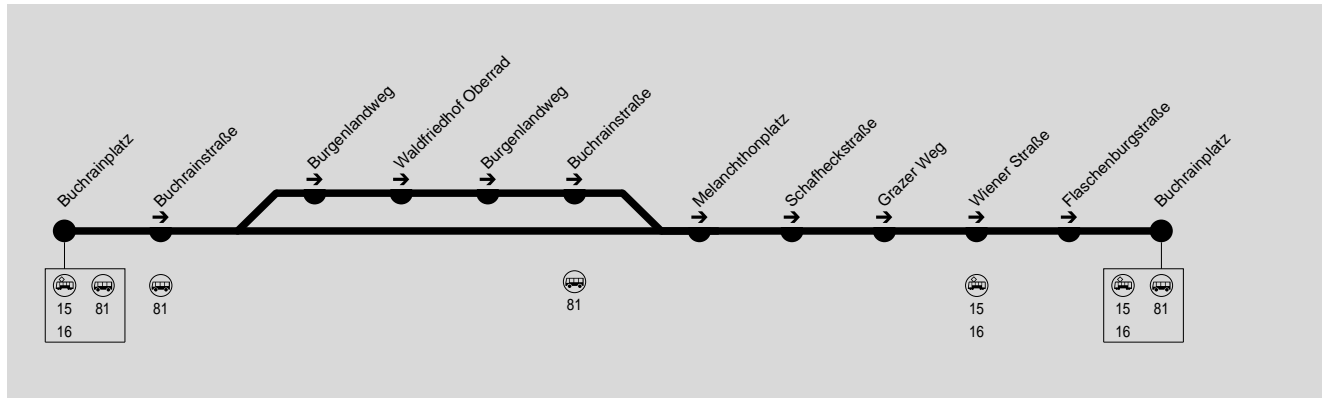 Buchrainplatz
Buchrainstraße
Burgenlandweg
Waldfriedhof Oberrad
Burgenlandweg
Buchrainstraße
Melanchthonplatz
Schafheckstraße
Grazer Weg
Wiener Straße
Flaschenburgstraße
Buchrainplatz
15 81
16
81
81
15
16
15 81
16